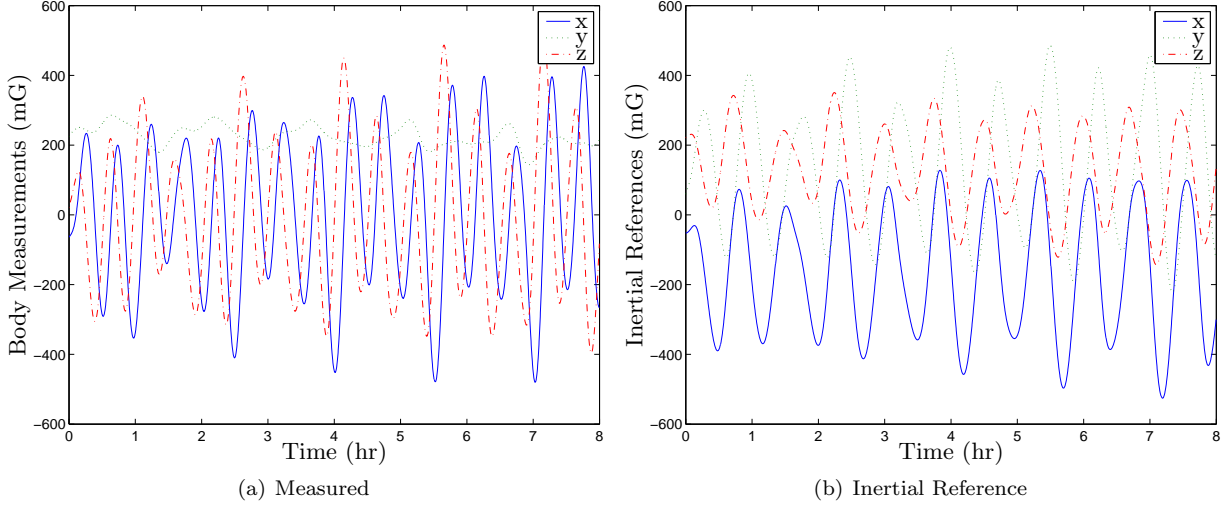 600
400
200
0
−200
−400
−600
0 1 2 3 4 5 6 7 8
Body Measurements (mG)
Time (hr)
x
y
z
(a) Measured
600
400
200
0
−200
−400
−600
0 1 2 3 4 5 6 7 8
Inertial References (mG)
Time (hr)
x
y
z
(b) Inertial Reference